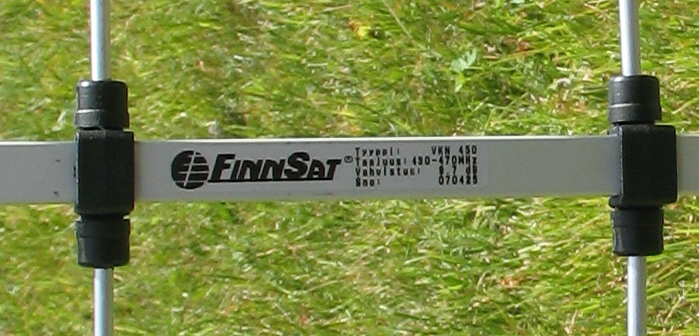 FINNSAT®
Tyyppi: VKN 450
Taajuus: 430-470MHz
Vahvistus: 8.7 dB
Sno: 070425